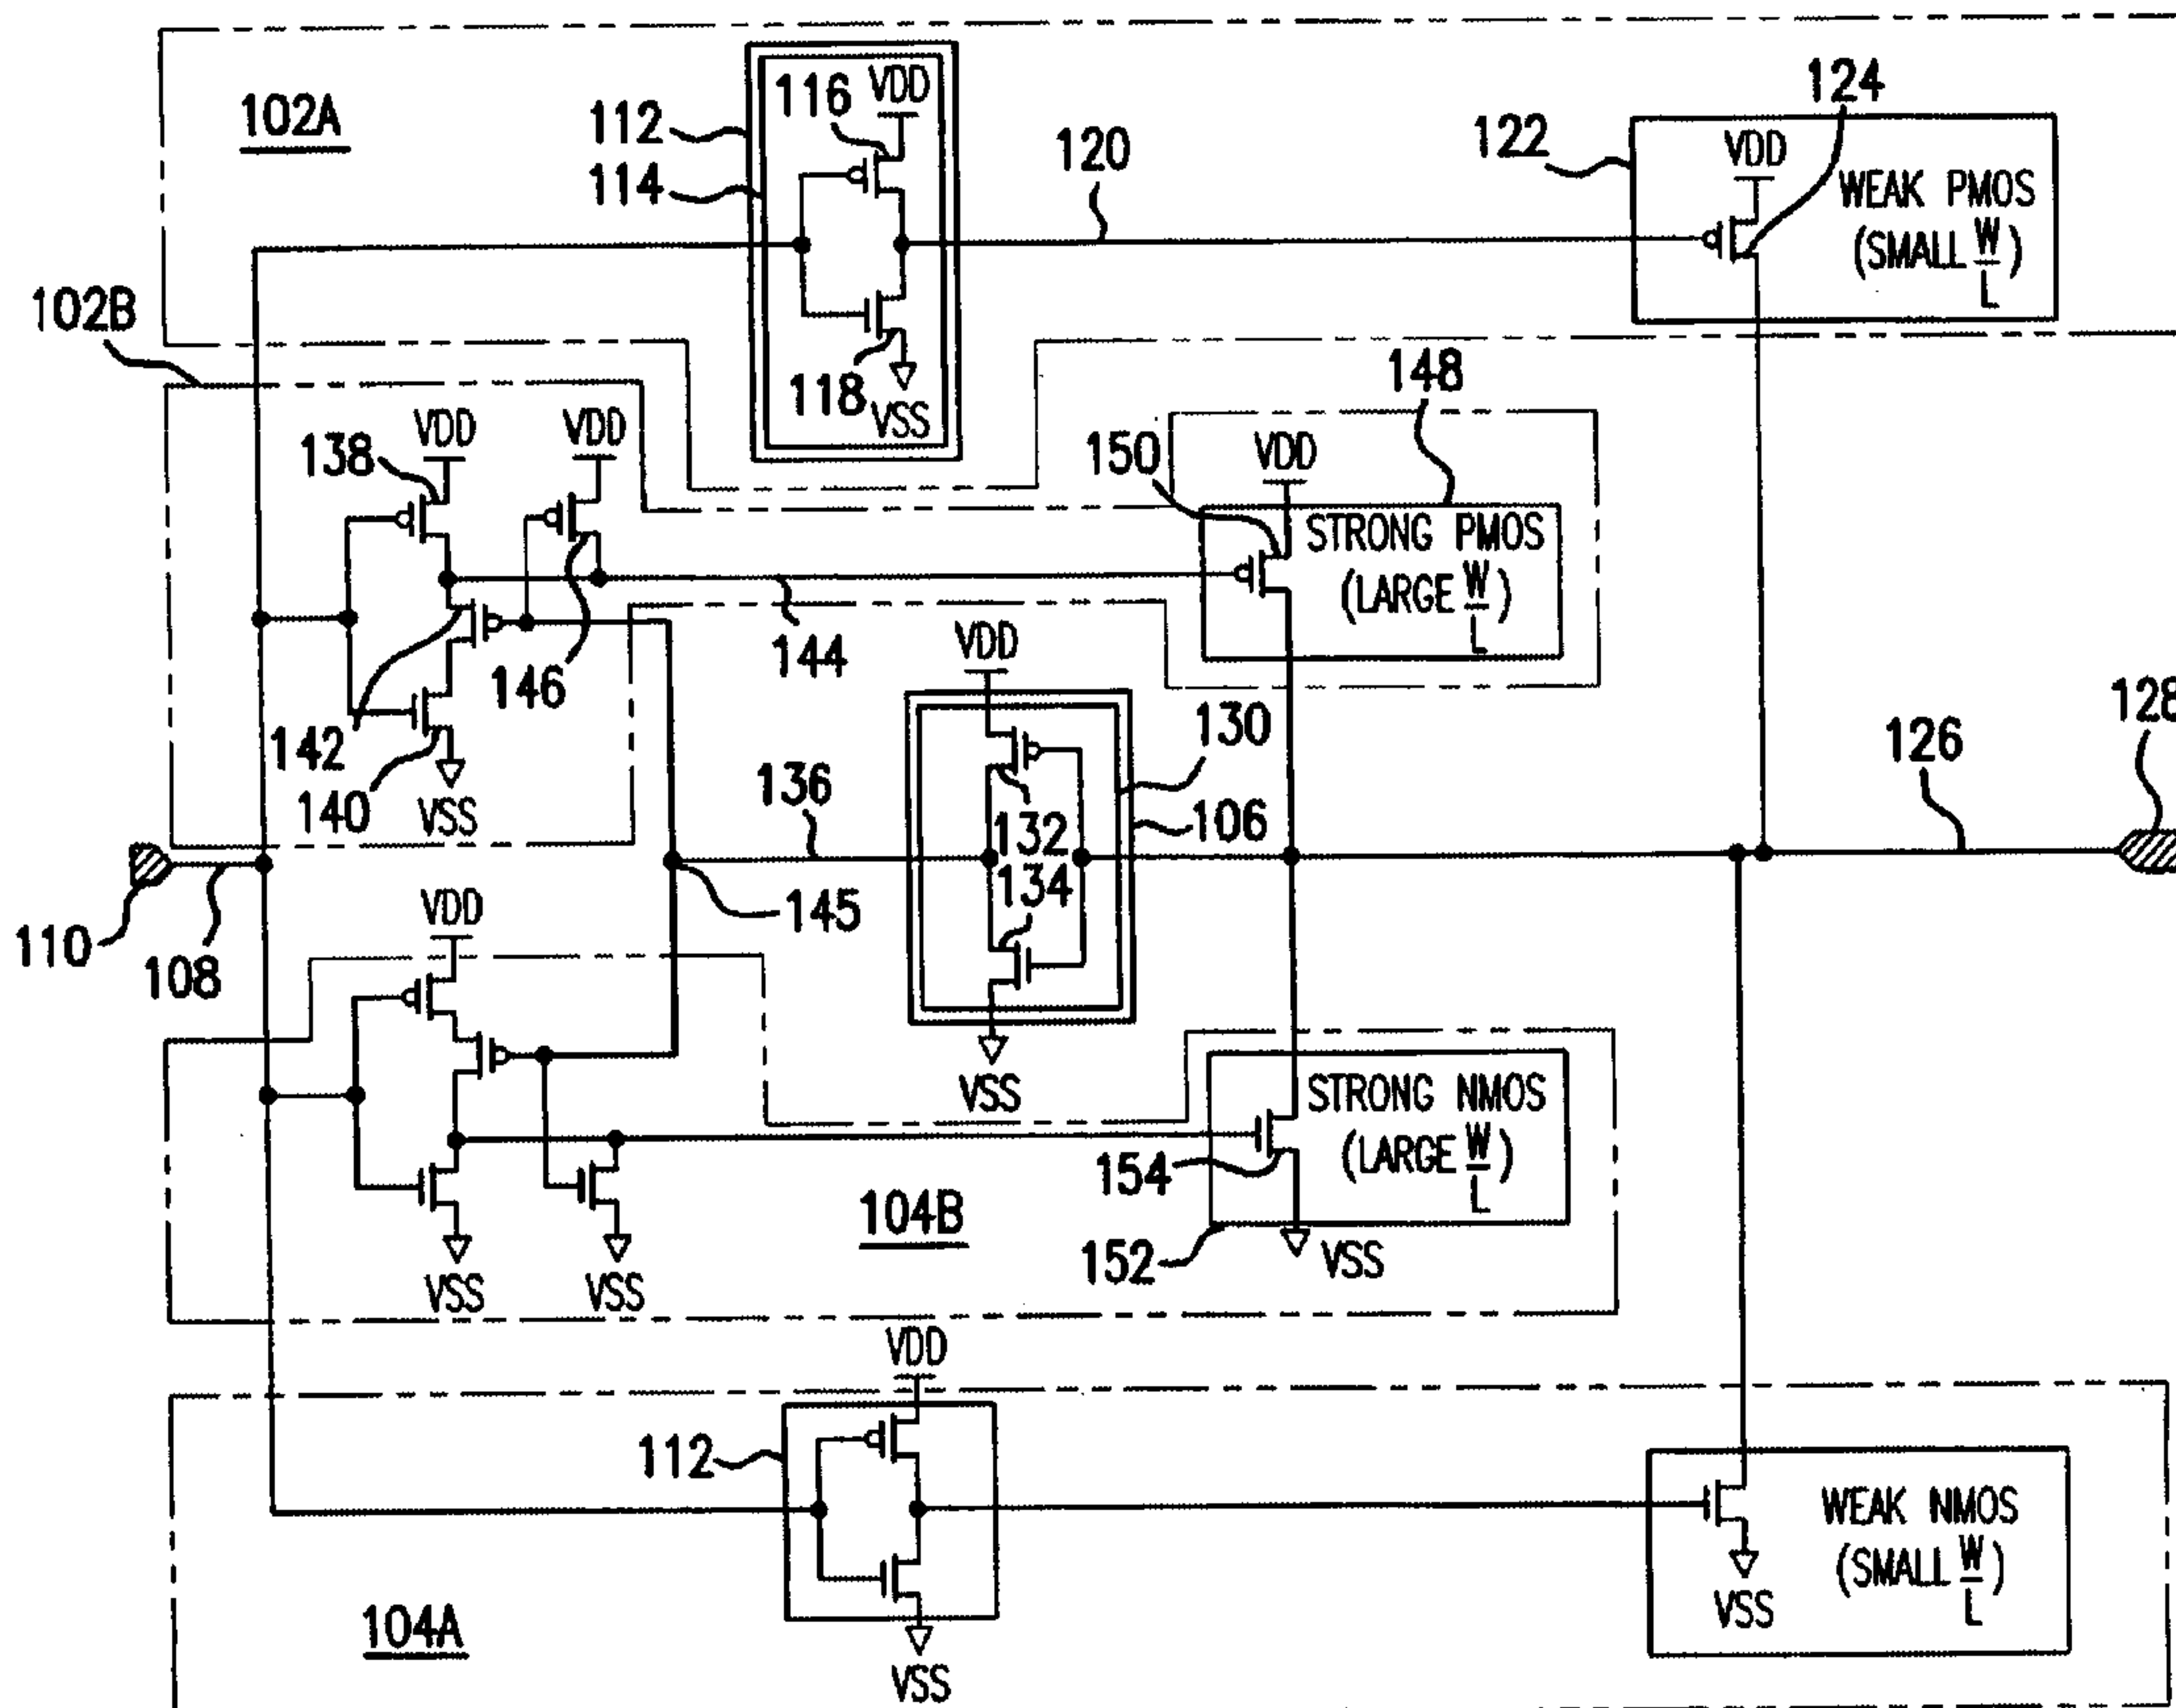 102A
112
114
116
VDD
118
VSS
120
122
124
VDD
WEAK PMOS
(SMALL W/L)
102B
138
VDD
VDD
142
140
VSS
146
144
150
VDD
148
STRONG PMOS
(LARGE W/L)
VDD
130
106
132
134
136
145
VSS
110
108
126
128
VDD
VSS
VSS
104B
STRONG NMOS
(LARGE W/L)
154
152
VSS
VDD
112
VSS
104A
WEAK NMOS
(SMALL W/L)
VSS